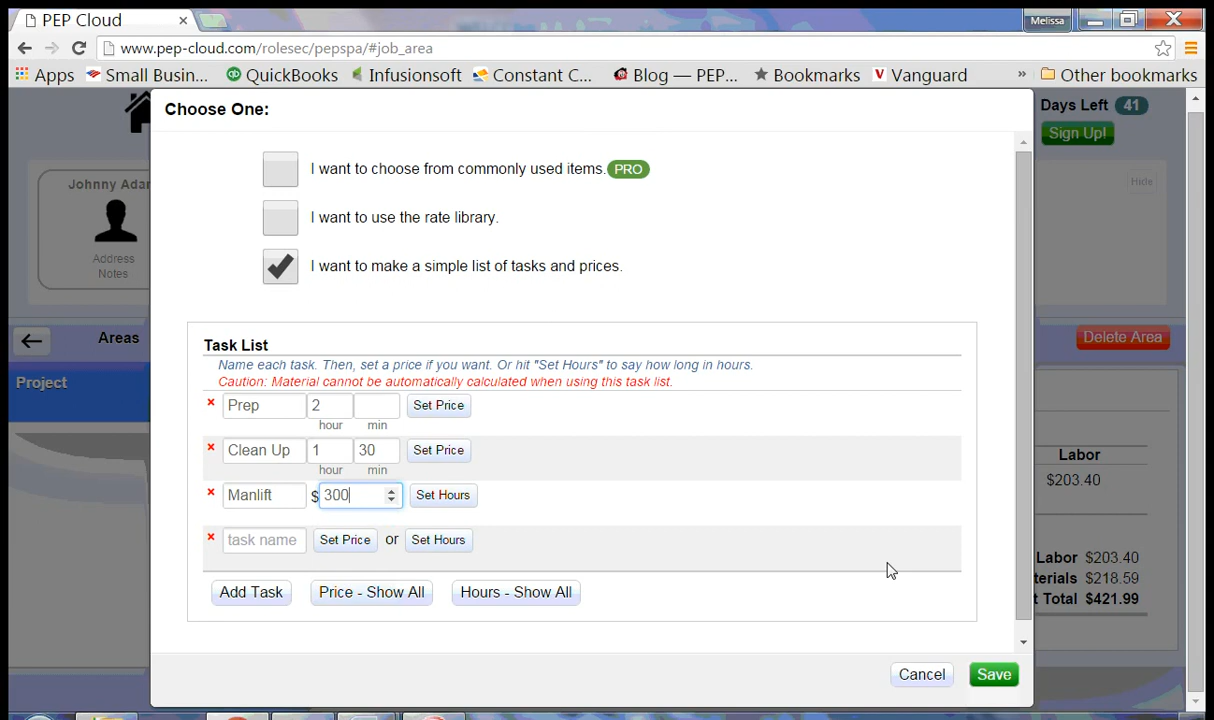 PEP Cloud
Melissa
www.pep-cloud.com/rolesec/pepspa/#job_area
Apps Small Busin... QuickBooks Infusionsoft Constant C... Blog — PEP... Bookmarks Vanguard » Other bookmarks
Choose One:
Days Left 41
Sign Up!
I want to choose from commonly used items. PRO
Johnny Adar
Hide
I want to use the rate library.
Address
Notes
I want to make a simple list of tasks and prices.
Areas
Delete Area
Task List
Name each task. Then, set a price if you want. Or hit "Set Hours" to say how long in hours.
Caution: Material cannot be automatically calculated when using this task list.
Project
× Prep 2 Set Price
hour min
× Clean Up 1 30 Set Price
hour min
Labor
$203.40
× Manlift $ 300 Set Hours
× task name Set Price or Set Hours
Labor $203.40
terials $218.59
t Total $421.99
Add Task Price - Show All Hours - Show All
Cancel Save